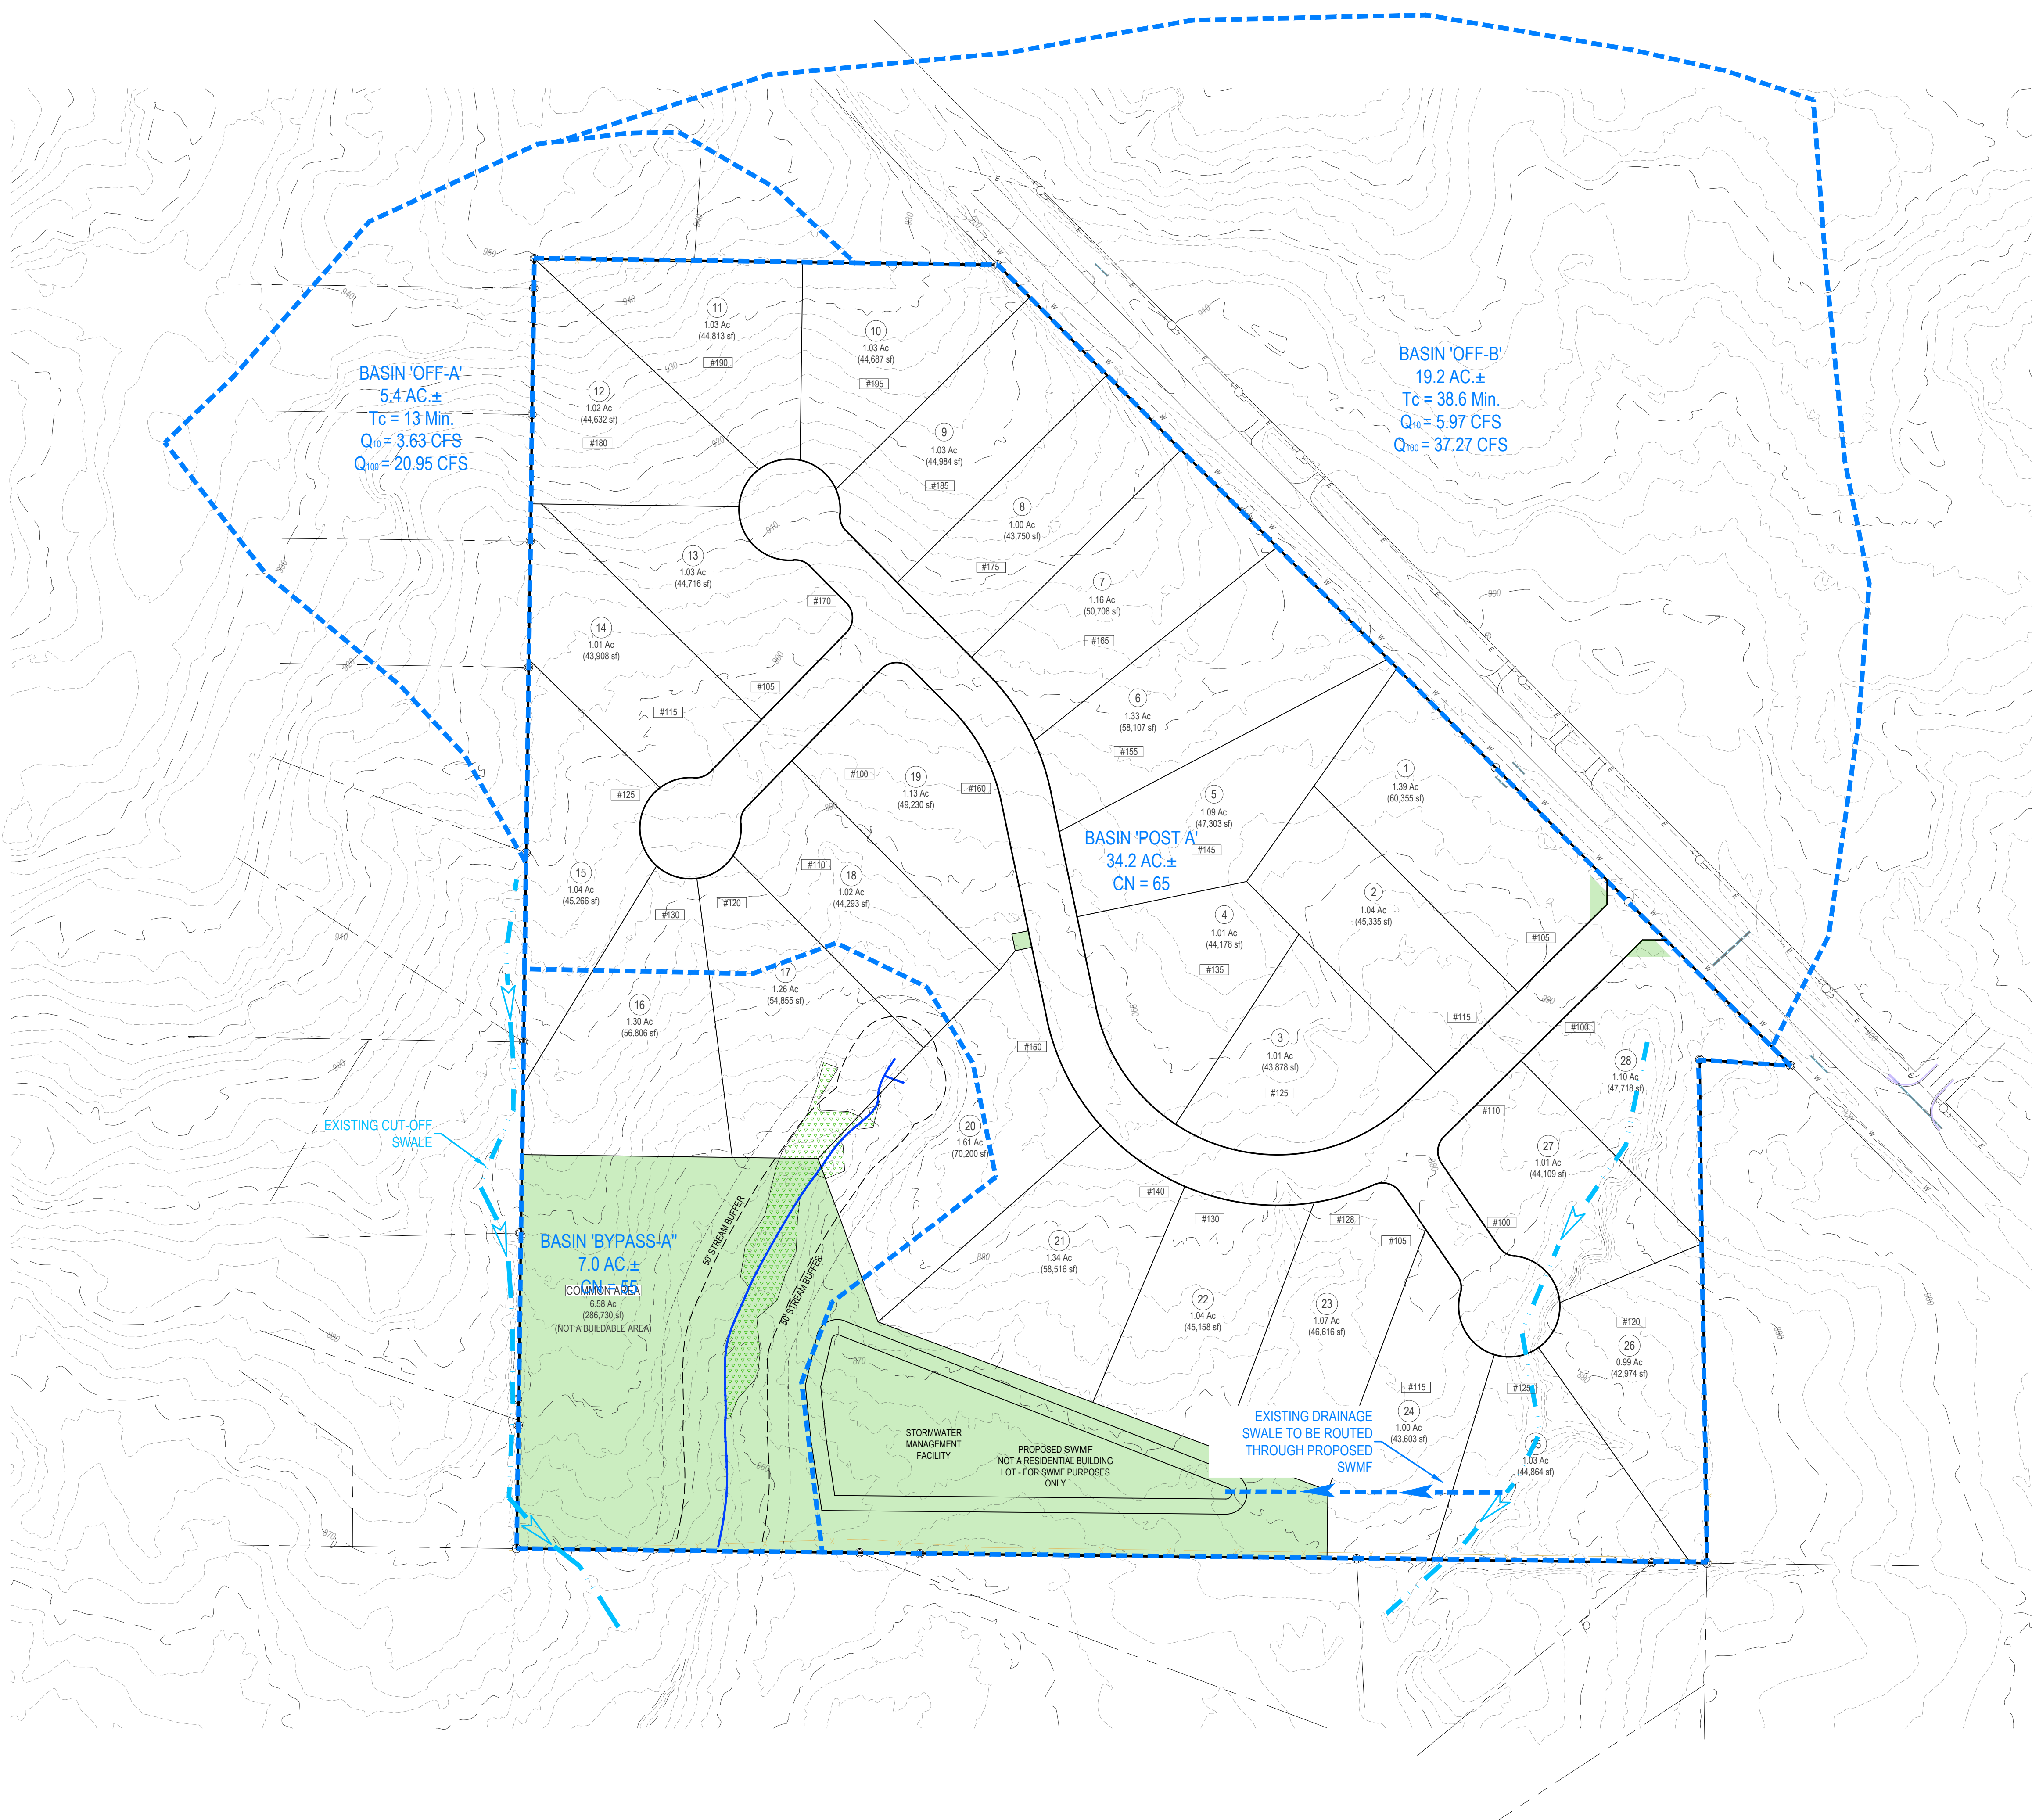 BASIN 'OFF-A'
5.4 AC.±
Tc = 13 Min.
Q10 = 3.63 CFS
Q100 = 20.95 CFS
BASIN 'OFF-B'
19.2 AC.±
Tc = 38.6 Min.
Q10 = 5.97 CFS
Q100 = 37.27 CFS
11
1.03 Ac
(44,813 sf)
#190
10
1.03 Ac
(44,687 sf)
#195
12
1.02 Ac
(44,632 sf)
#180
9
1.03 Ac
(44,984 sf)
#185
8
1.00 Ac
(43,750 sf)
#175
13
1.03 Ac
(44,716 sf)
#170
7
1.16 Ac
(50,708 sf)
#165
14
1.01 Ac
(43,908 sf)
#105
#115
6
1.33 Ac
(58,107 sf)
#155
#125
#100
19
1.13 Ac
(49,230 sf)
#160
5
1.09 Ac
(47,303 sf)
#145
1
1.39 Ac
(60,355 sf)
#105
BASIN 'POST A'
34.2 AC.±
CN = 65
15
1.04 Ac
(45,266 sf)
#130
#110
18
1.02 Ac
(44,293 sf)
#120
4
1.01 Ac
(44,178 sf)
#135
2
1.04 Ac
(45,335 sf)
#115
16
1.30 Ac
(56,806 sf)
17
1.26 Ac
(54,855 sf)
#150
3
1.01 Ac
(43,878 sf)
#125
#100
28
1.10 Ac
(47,718 sf)
#110
20
1.61 Ac
(70,200 sf)
27
1.01 Ac
(44,109 sf)
#100
EXISTING CUT-OFF
SWALE
#140
#130
#128
#105
BASIN 'BYPASS-A"
7.0 AC.±
CN = 55
COMMON AREA
6.58 Ac
(286,730 sf)
(NOT A BUILDABLE AREA)
50' STREAM BUFFER
50' STREAM BUFFER
21
1.34 Ac
(58,516 sf)
22
1.04 Ac
(45,158 sf)
23
1.07 Ac
(46,616 sf)
#120
26
0.99 Ac
(42,974 sf)
#115
24
1.00 Ac
(43,603 sf)
#125
25
1.03 Ac
(44,864 sf)
EXISTING DRAINAGE
SWALE TO BE ROUTED
THROUGH PROPOSED
SWMF
STORMWATER
MANAGEMENT
FACILITY
PROPOSED SWMF
NOT A RESIDENTIAL BUILDING
LOT - FOR SWMF PURPOSES
ONLY